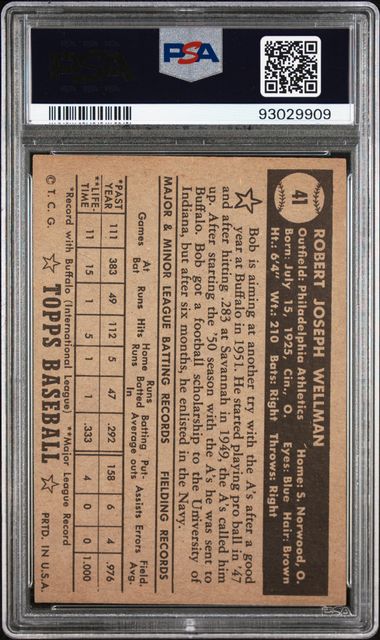 PSA
PSA
93029909
41
ROBERT JOSEPH WELLMAN
Outfield: Philadelphia Athletics Home: S. Norwood, O.
Born: July 15, 1925, Cin., O. Eyes: Blue Hair: Brown
Ht.: 6'4" Wt.: 210 Bats: Right Throws: Right
Bob is aiming at another try with the A's after a good
year at Buffalo in 1951. He started playing pro ball in '47
and after hitting .283 at Savannah in 1949, the A's called him
up. After starting the '50 season with the A's he was sent to
Buffalo. Bob got a football scholarship to the University of
Indiana, but after six months, he enlisted in the Navy.
MAJOR & MINOR LEAGUE BATTING RECORDS FIELDING RECORDS
Games At Bat Runs Hits Home Runs Runs Batted In Batting Average Put-outs Assists Errors Field. Avg.
*PAST YEAR 111 383 49 112 5 47 .292 158 6 4 .976
**LIFE-TIME 11 15 1 5 1 1 .333 4 0 0 1.000
*Record with Buffalo (International League) **Major League Record
© T. C. G. TOPPS BASEBALL PRTD. IN U.S.A.